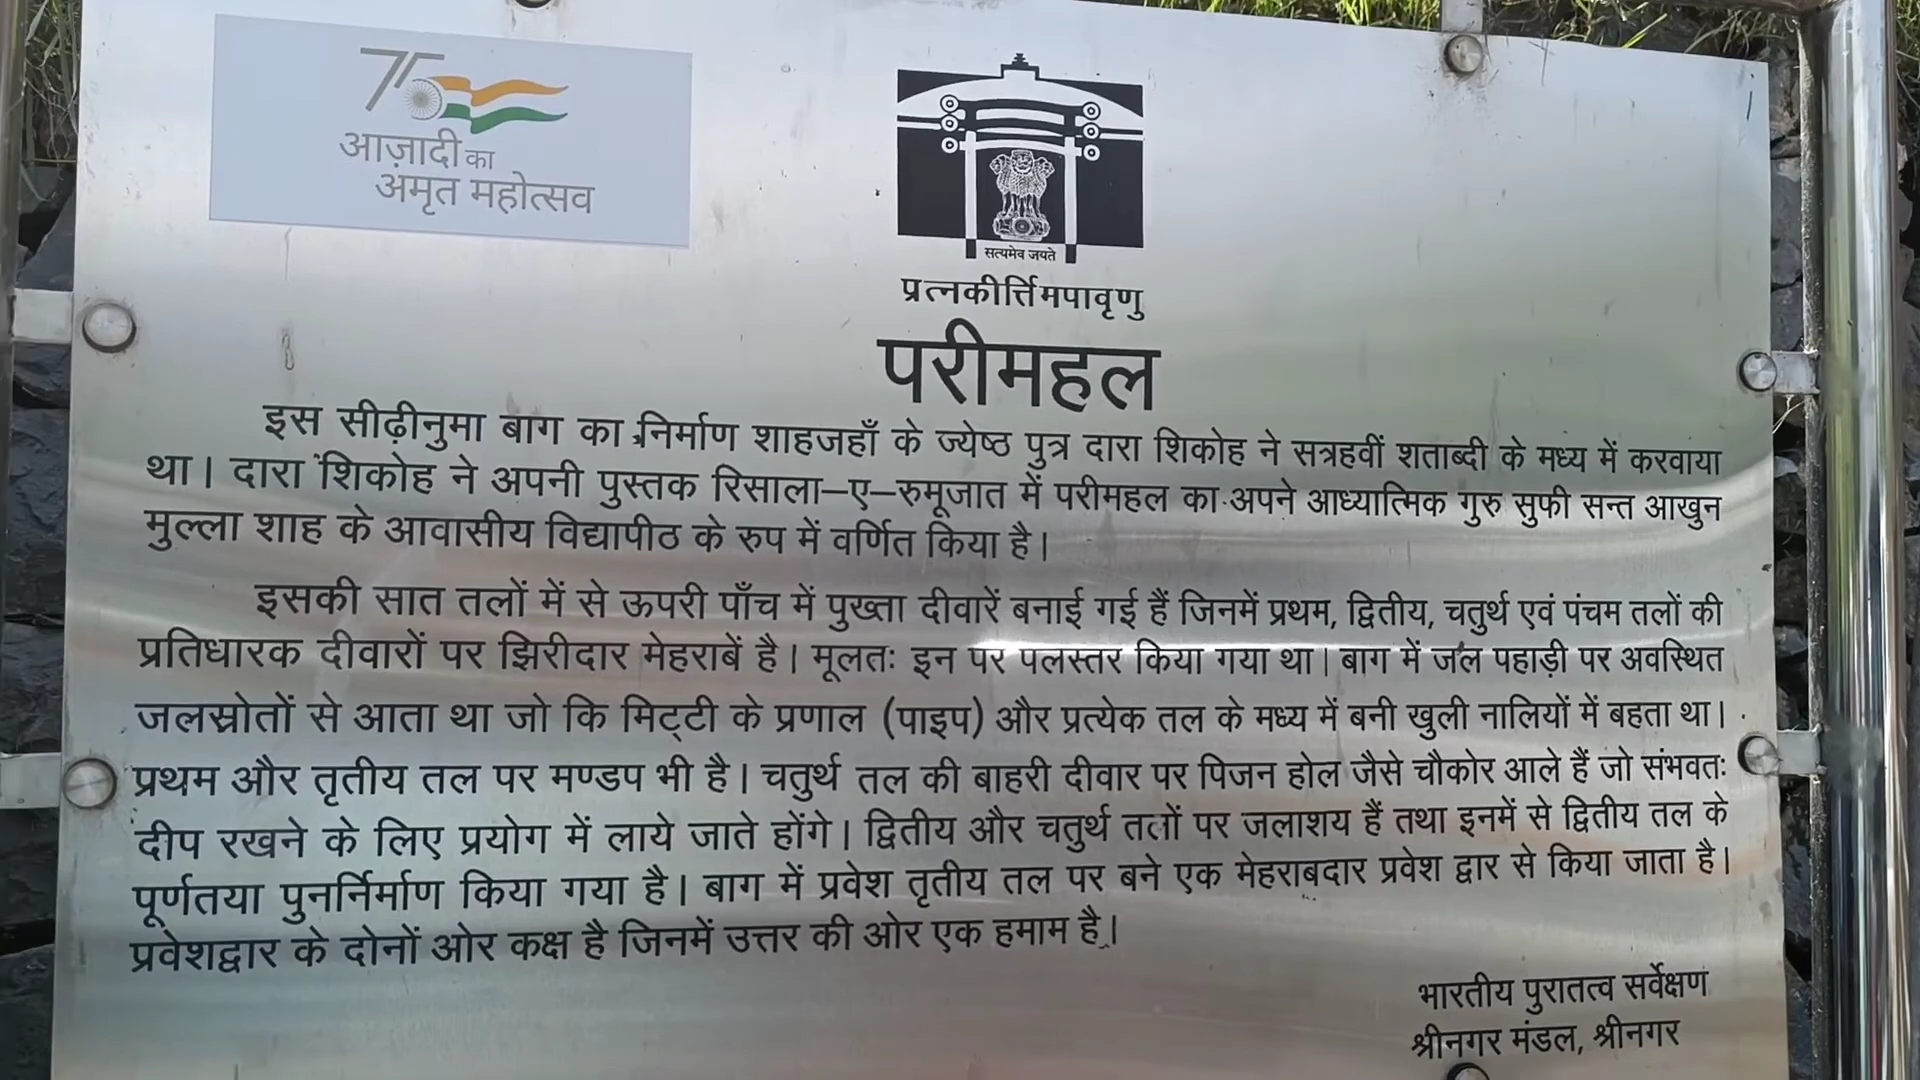 75
आज़ादी का
अमृत महोत्सव
सत्यमेव जयते
प्रत्नकीर्त्तिमपावृणु
परीमहल
इस सीढ़ीनुमा बाग का निर्माण शाहजहाँ के ज्येष्ठ पुत्र दारा शिकोह ने सत्रहवीं शताब्दी के मध्य में करवाया
था। दारा शिकोह ने अपनी पुस्तक रिसाला–ए–रुमूजात में परीमहल का अपने आध्यात्मिक गुरु सुफी सन्त आखुन
मुल्ला शाह के आवासीय विद्यापीठ के रुप में वर्णित किया है।
इसकी सात तलों में से ऊपरी पाँच में पुख्ता दीवारें बनाई गई हैं जिनमें प्रथम, द्वितीय, चतुर्थ एवं पंचम तलों की
प्रतिधारक दीवारों पर झिरीदार मेहराबें है। मूलतः इन पर पलस्तर किया गया था। बाग में जल पहाड़ी पर अवस्थित
जलस्रोतों से आता था जो कि मिट्टी के प्रणाल (पाइप) और प्रत्येक तल के मध्य में बनी खुली नालियों में बहता था।
प्रथम और तृतीय तल पर मण्डप भी है। चतुर्थ तल की बाहरी दीवार पर पिजन होल जैसे चौकोर आले हैं जो संभवतः
दीप रखने के लिए प्रयोग में लाये जाते होंगे। द्वितीय और चतुर्थ तलों पर जलाशय हैं तथा इनमें से द्वितीय तल के
पूर्णतया पुनर्निर्माण किया गया है। बाग में प्रवेश तृतीय तल पर बने एक मेहराबदार प्रवेश द्वार से किया जाता है।
प्रवेशद्वार के दोनों ओर कक्ष है जिनमें उत्तर की ओर एक हमाम है।
भारतीय पुरातत्व सर्वेक्षण
श्रीनगर मंडल, श्रीनगर